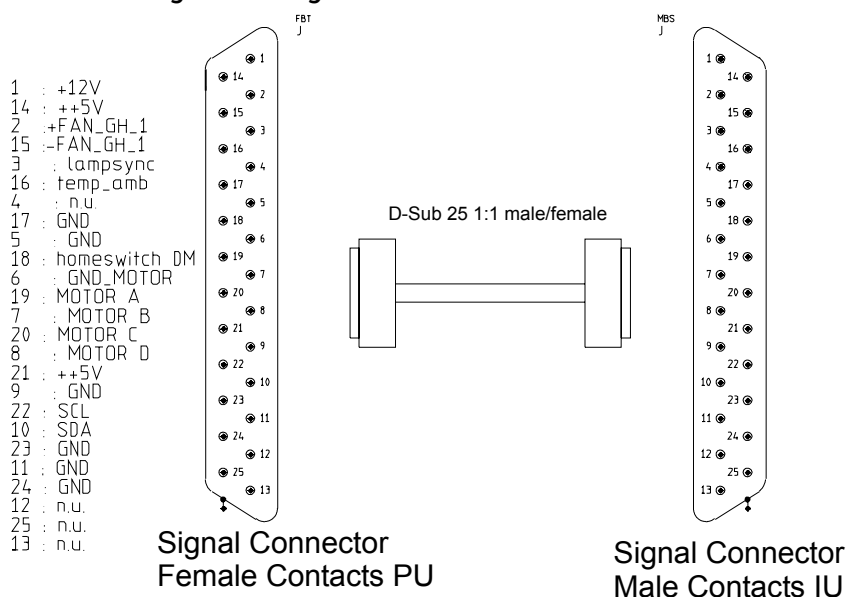 FBT
J
MBS
J
1 : +12V
14 : ++5V
2 :+FAN_GH_1
15 :-FAN_GH_1
3 : lampsync
16 : temp_amb
4 : n.u.
17 : GND
5 : GND
18 : homeswitch DM
6 : GND_MOTOR
19 : MOTOR A
7 : MOTOR B
20 : MOTOR C
8 : MOTOR D
21 : ++5V
9 : GND
22 : SCL
10 : SDA
23 : GND
11 : GND
24 : GND
12 : n.u.
25 : n.u.
13 : n.u.
1
14
2
15
3
16
4
17
5
18
6
19
7
20
8
21
9
22
10
23
11
24
12
25
13
D-Sub 25 1:1 male/female
1
14
2
15
3
16
4
17
5
18
6
19
7
20
8
21
9
22
10
23
11
24
12
25
13
Signal Connector
Female Contacts PU
Signal Connector
Male Contacts IU